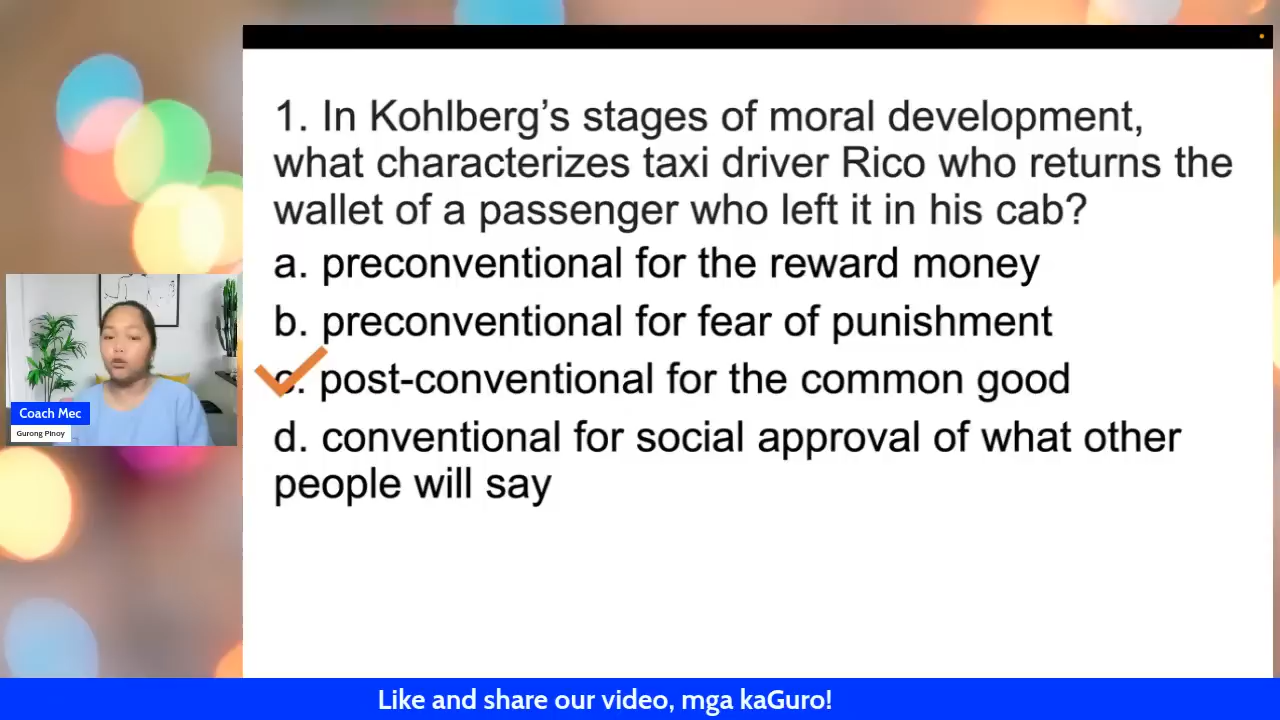 1. In Kohlberg’s stages of moral development,
what characterizes taxi driver Rico who returns the
wallet of a passenger who left it in his cab?
a. preconventional for the reward money
b. preconventional for fear of punishment
c. post-conventional for the common good
d. conventional for social approval of what other
people will say
Coach Mec
Gurong Pinoy
Like and share our video, mga kaGuro!